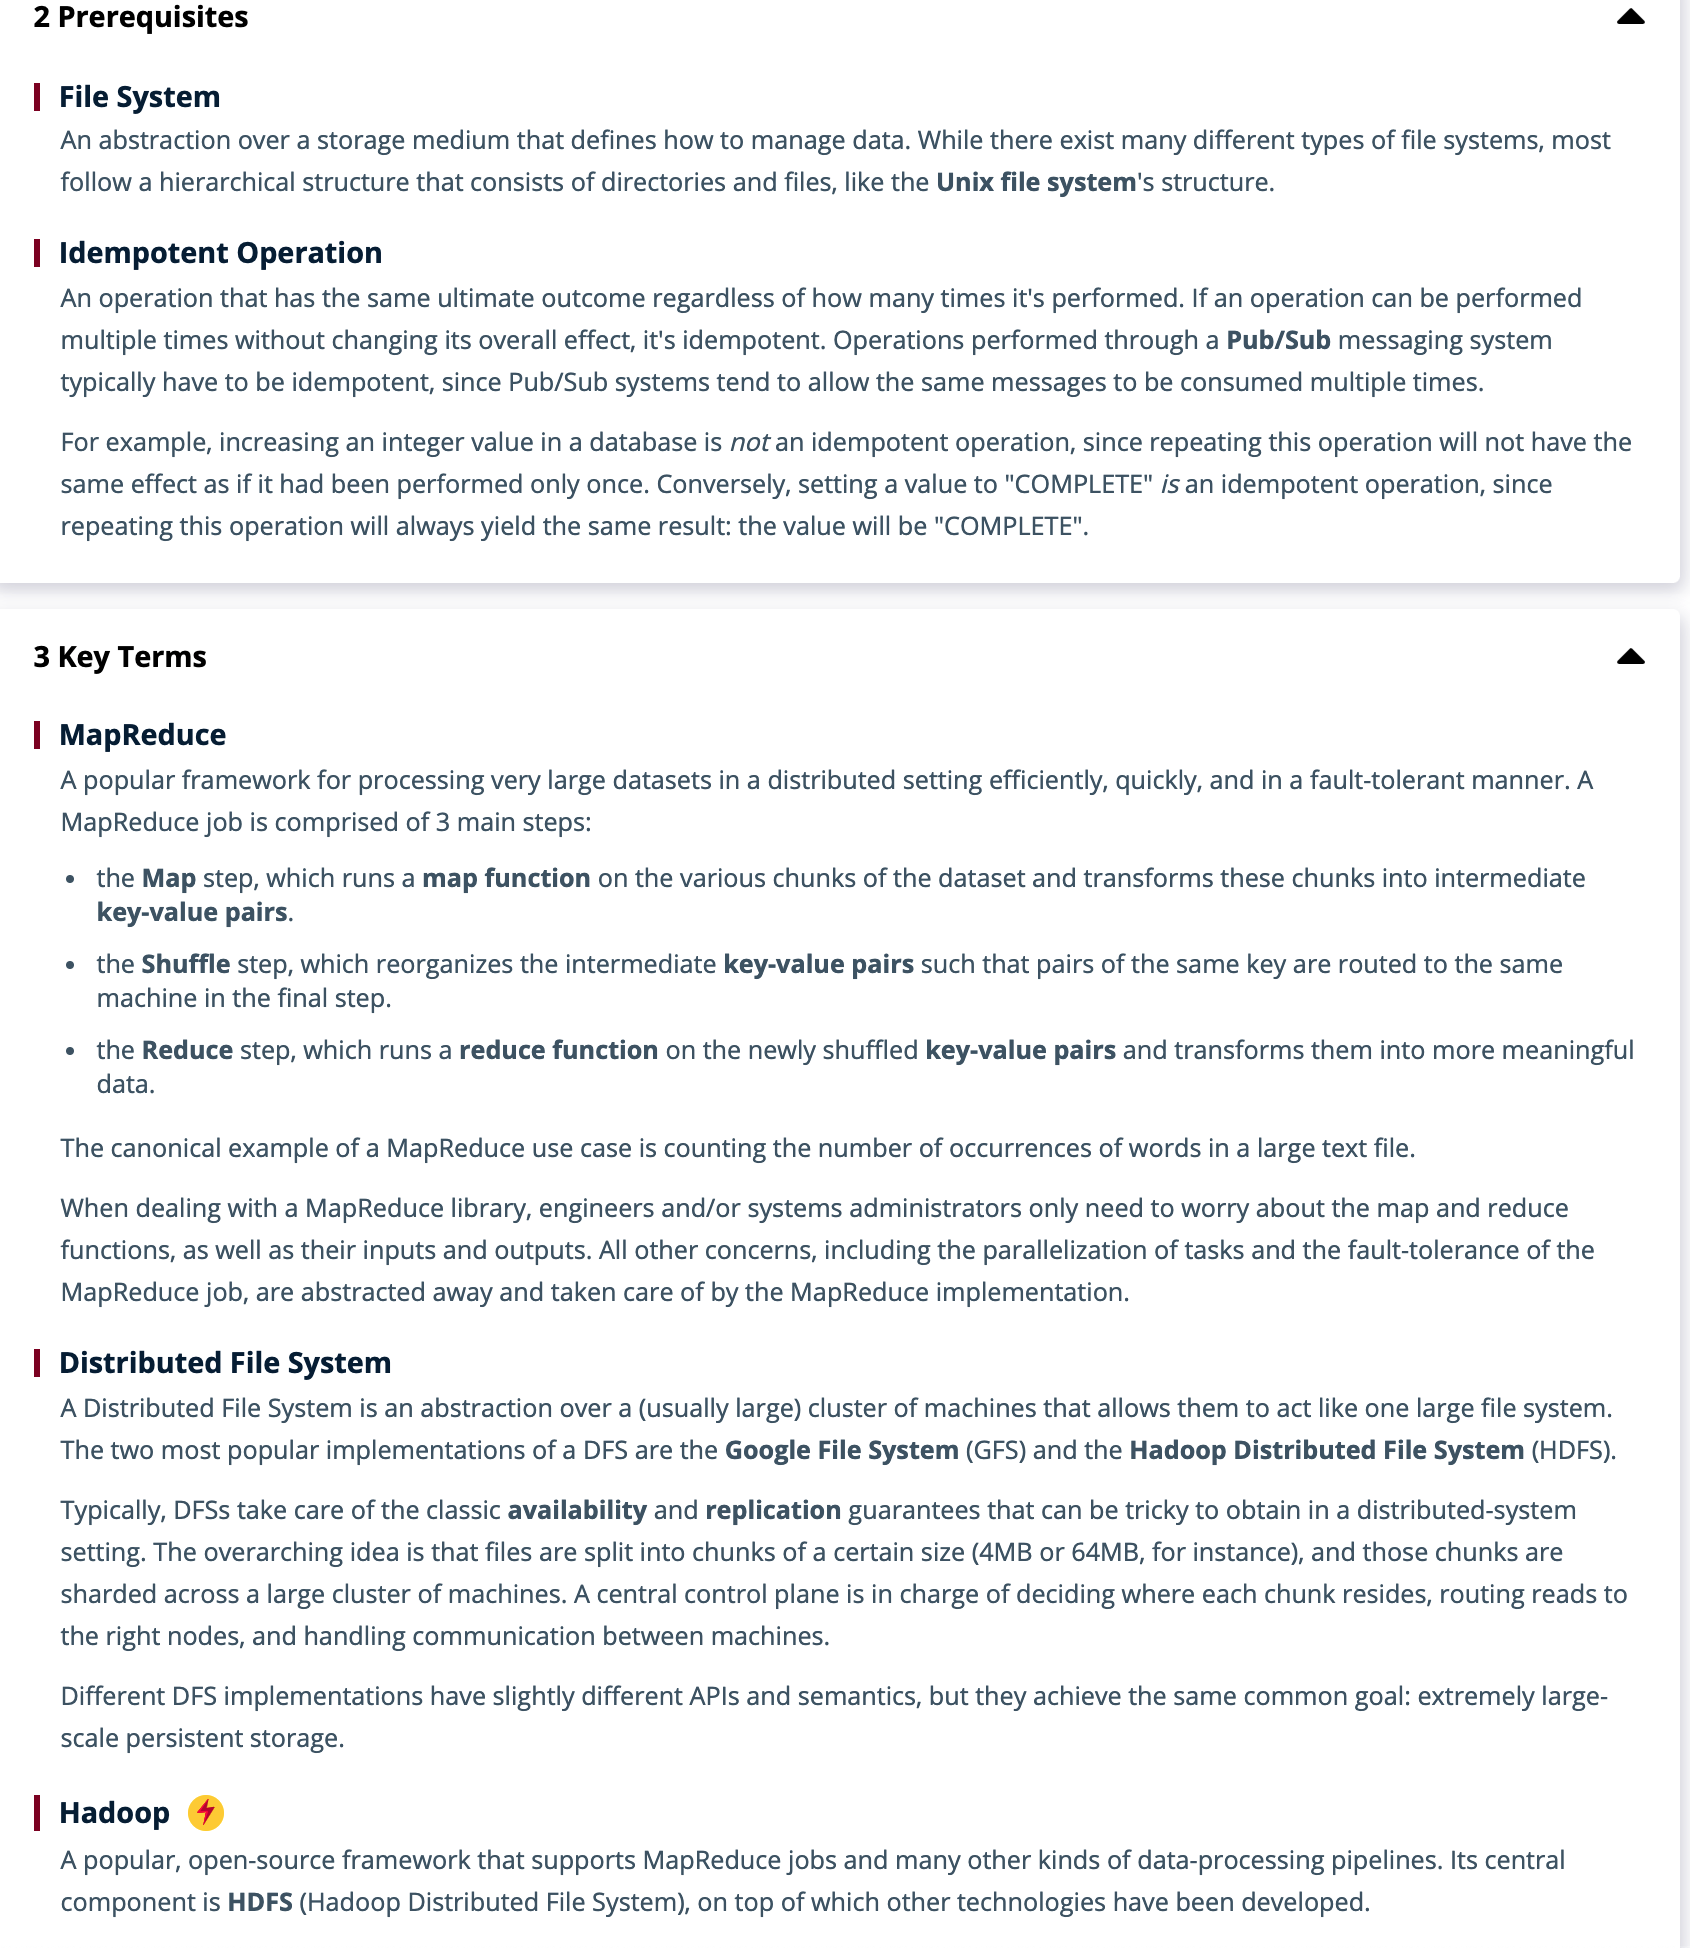 2 Prerequisites
File System
An abstraction over a storage medium that defines how to manage data. While there exist many different types of file systems, most
follow a hierarchical structure that consists of directories and files, like the Unix file system's structure.
Idempotent Operation
An operation that has the same ultimate outcome regardless of how many times it's performed. If an operation can be performed
multiple times without changing its overall effect, it's idempotent. Operations performed through a Pub/Sub messaging system
typically have to be idempotent, since Pub/Sub systems tend to allow the same messages to be consumed multiple times.
For example, increasing an integer value in a database is not an idempotent operation, since repeating this operation will not have the
same effect as if it had been performed only once. Conversely, setting a value to "COMPLETE" is an idempotent operation, since
repeating this operation will always yield the same result: the value will be "COMPLETE".
3 Key Terms
MapReduce
A popular framework for processing very large datasets in a distributed setting efficiently, quickly, and in a fault-tolerant manner. A
MapReduce job is comprised of 3 main steps:
• the Map step, which runs a map function on the various chunks of the dataset and transforms these chunks into intermediate
key-value pairs.
• the Shuffle step, which reorganizes the intermediate key-value pairs such that pairs of the same key are routed to the same
machine in the final step.
• the Reduce step, which runs a reduce function on the newly shuffled key-value pairs and transforms them into more meaningful
data.
The canonical example of a MapReduce use case is counting the number of occurrences of words in a large text file.
When dealing with a MapReduce library, engineers and/or systems administrators only need to worry about the map and reduce
functions, as well as their inputs and outputs. All other concerns, including the parallelization of tasks and the fault-tolerance of the
MapReduce job, are abstracted away and taken care of by the MapReduce implementation.
Distributed File System
A Distributed File System is an abstraction over a (usually large) cluster of machines that allows them to act like one large file system.
The two most popular implementations of a DFS are the Google File System (GFS) and the Hadoop Distributed File System (HDFS).
Typically, DFSs take care of the classic availability and replication guarantees that can be tricky to obtain in a distributed-system
setting. The overarching idea is that files are split into chunks of a certain size (4MB or 64MB, for instance), and those chunks are
sharded across a large cluster of machines. A central control plane is in charge of deciding where each chunk resides, routing reads to
the right nodes, and handling communication between machines.
Different DFS implementations have slightly different APIs and semantics, but they achieve the same common goal: extremely large-
scale persistent storage.
Hadoop
A popular, open-source framework that supports MapReduce jobs and many other kinds of data-processing pipelines. Its central
component is HDFS (Hadoop Distributed File System), on top of which other technologies have been developed.